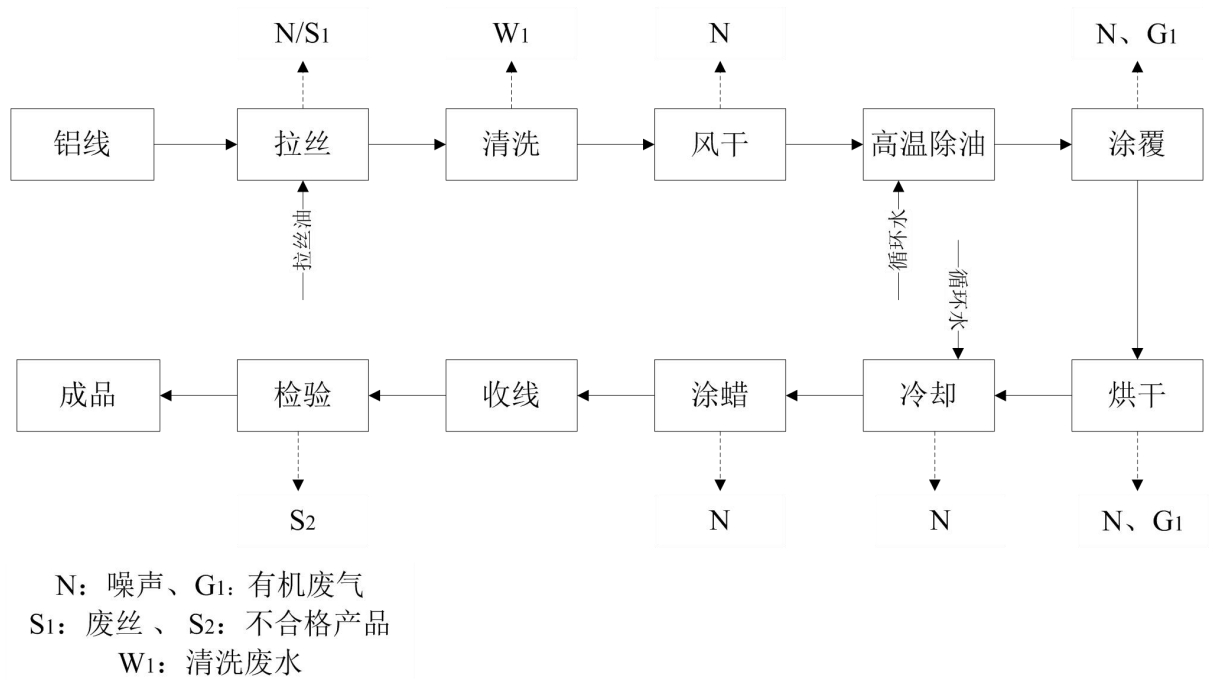 N/S1 W1 N N、G1
铝线 拉丝 清洗 风干 高温除油 涂覆
拉丝油 循环水 循环水
成品 检验 收线 涂蜡 冷却 烘干
S2 N N N、G1
N：噪声、G1：有机废气
S1：废丝 、 S2：不合格产品
W1：清洗废水